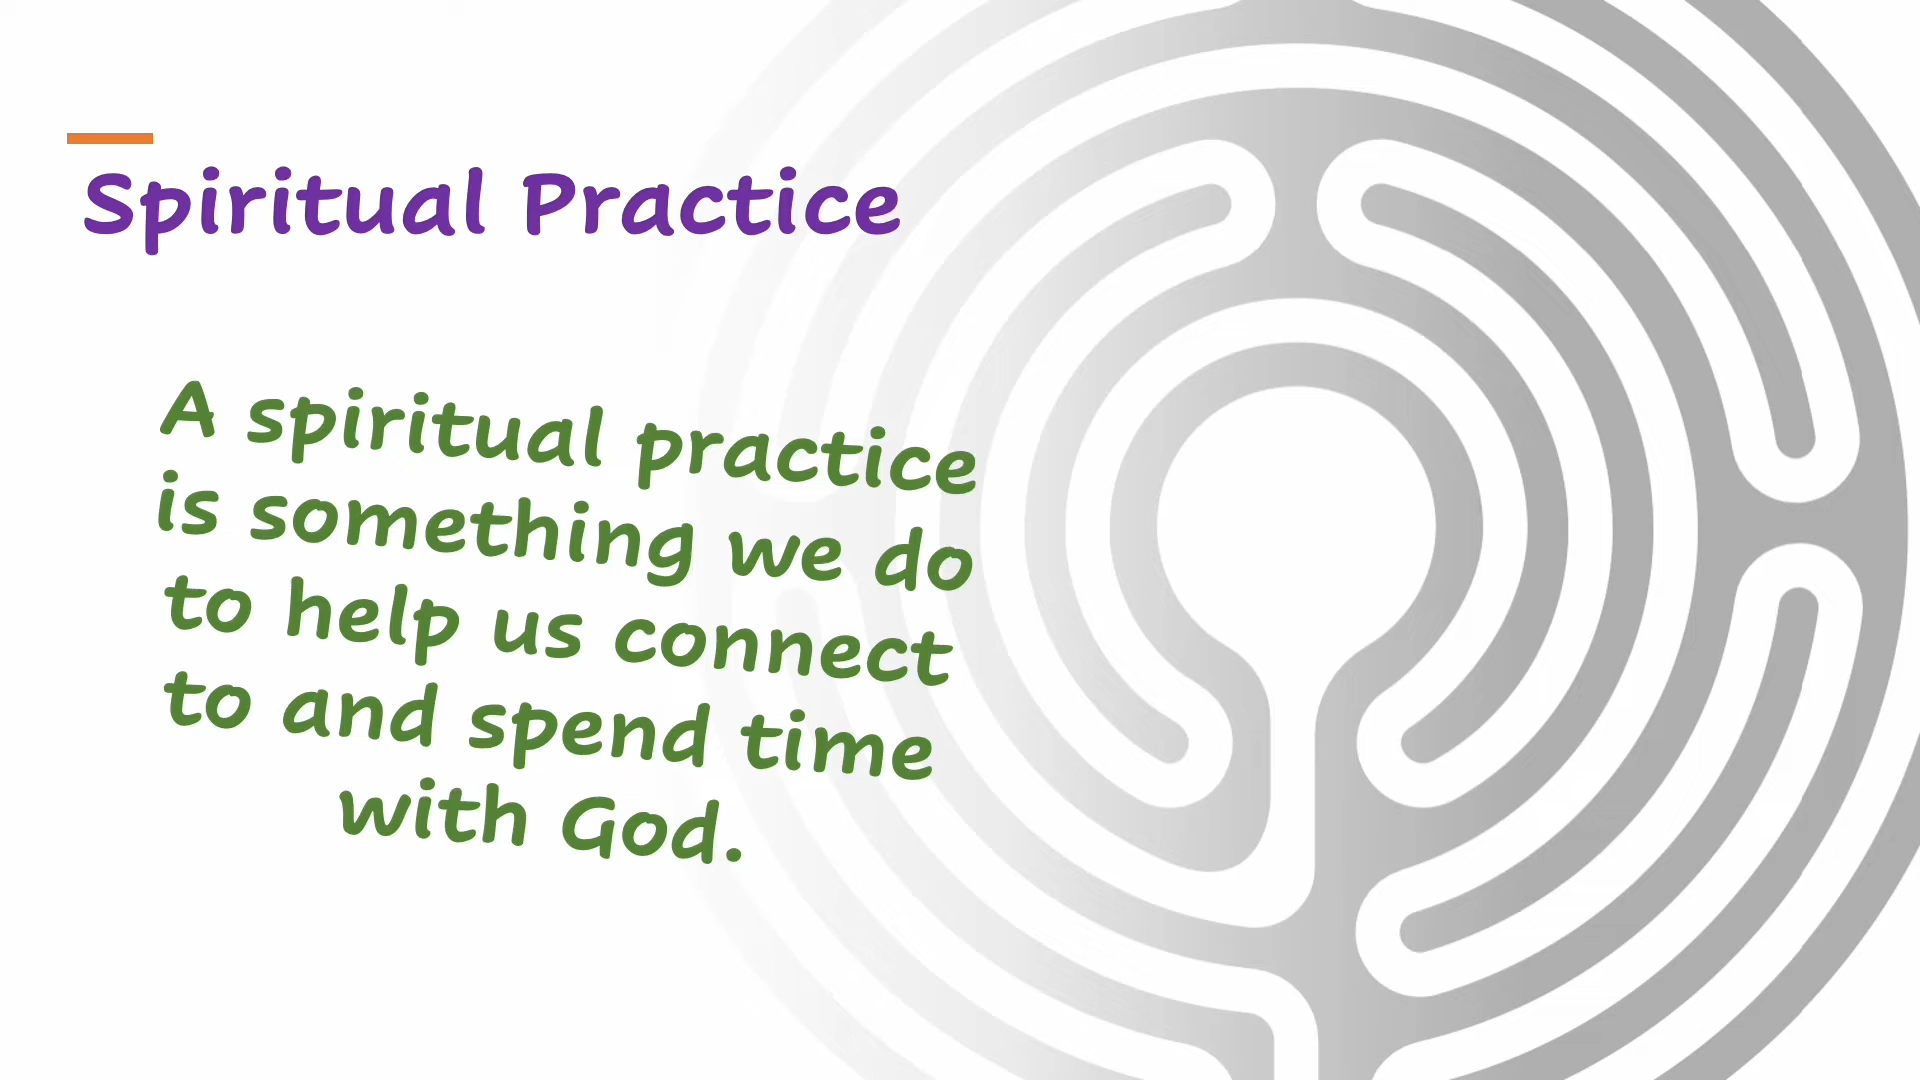 Spiritual Practice
A spiritual practice
is something we do
to help us connect
to and spend time
with God.